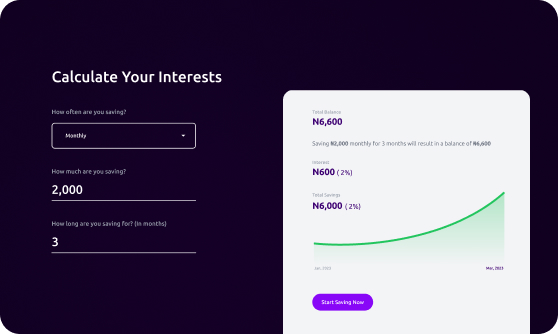 Calculate Your Interests
How often are you saving?
Monthly
How much are you saving?
2,000
How long are you saving for? (In months)
3
Total Balance
₦6,600
Saving ₦2,000 monthly for 3 months will result in a balance of ₦6,600
Interest
₦600 ( 2%)
Total Savings
₦6,000 ( 2%)
Jan, 2023
Mar, 2023
Start Saving Now